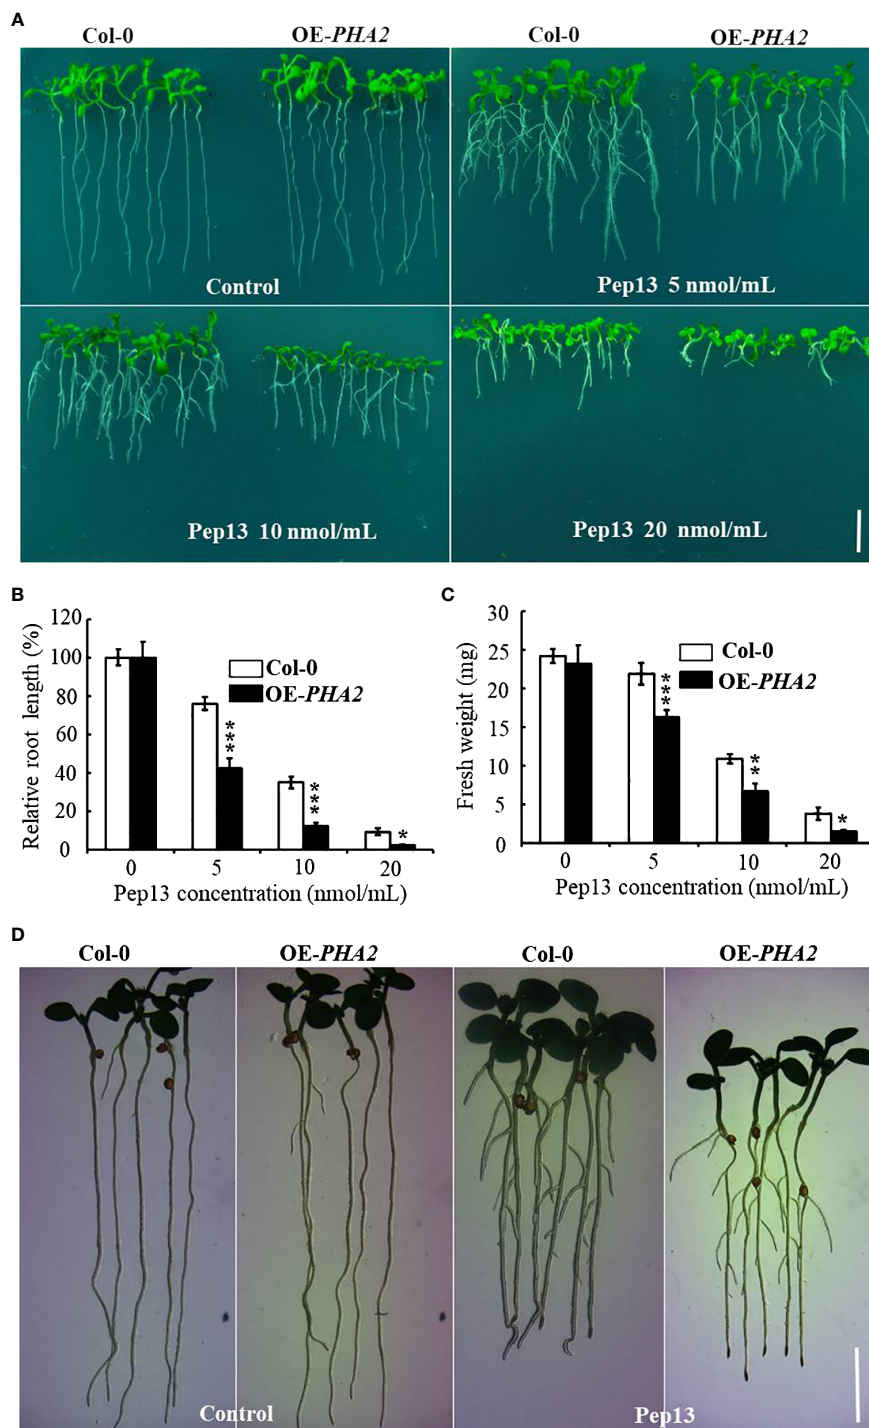 A
Col-0 OE-PHA2 Col-0 OE-PHA2
Control
Pep13 5 nmol/mL
Pep13 10 nmol/mL
Pep13 20 nmol/mL
B
Relative root length (%)
120
100
80
60
40
20
0
Col-0
OE-PHA2
***
***
*
0 5 10 20
Pep13 concentration (nmol/mL)
C
Fresh weight (mg)
30
25
20
15
10
5
0
Col-0
OE-PHA2
***
**
*
0 5 10 20
Pep13 concentration (nmol/mL)
D
Col-0 OE-PHA2 Col-0 OE-PHA2
Control
Pep13